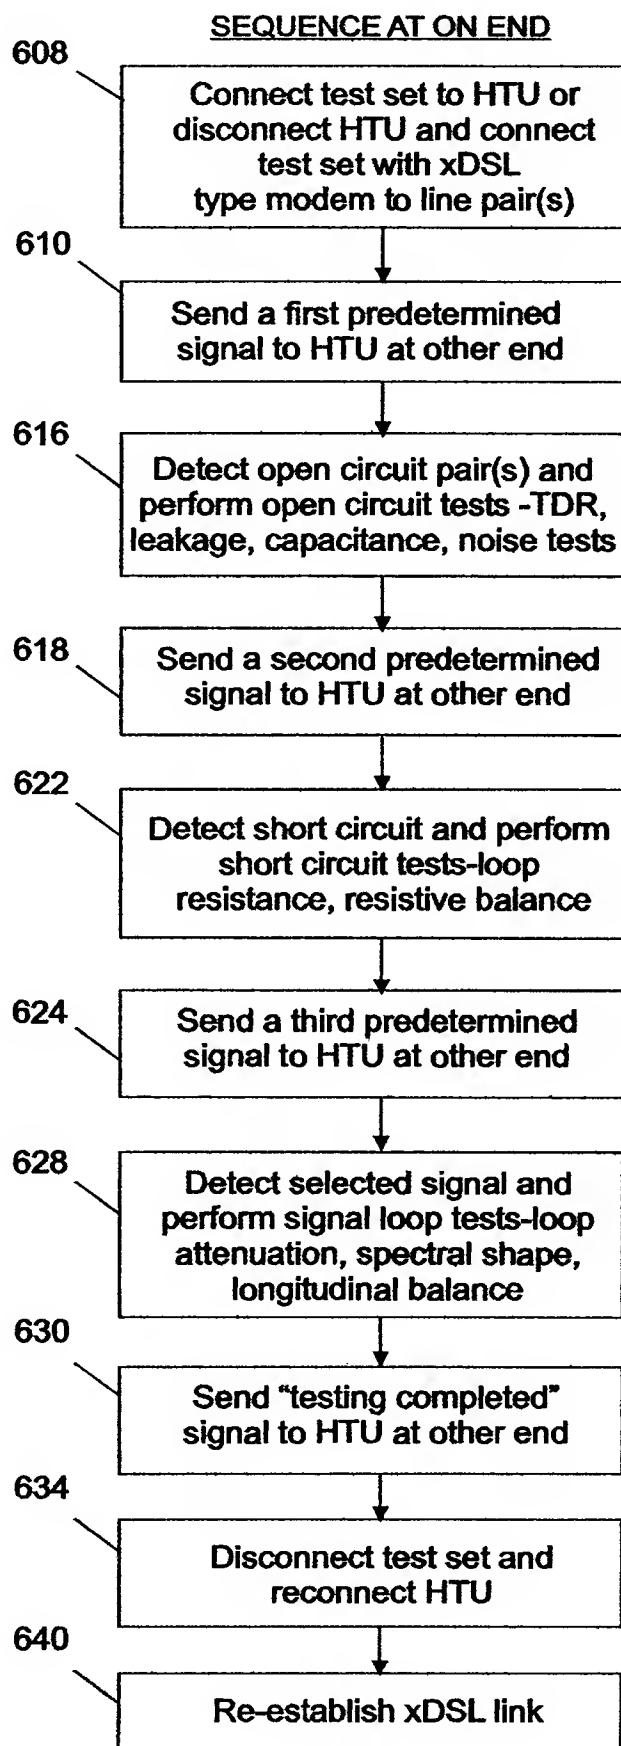 SEQUENCE AT ON END
608
Connect test set to HTU or
disconnect HTU and connect
test set with xDSL
type modem to line pair(s)
610
Send a first predetermined
signal to HTU at other end
616
Detect open circuit pair(s) and
perform open circuit tests -TDR,
leakage, capacitance, noise tests
618
Send a second predetermined
signal to HTU at other end
622
Detect short circuit and perform
short circuit tests-loop
resistance, resistive balance
624
Send a third predetermined
signal to HTU at other end
628
Detect selected signal and
perform signal loop tests-loop
attenuation, spectral shape,
longitudinal balance
630
Send "testing completed"
signal to HTU at other end
634
Disconnect test set and
reconnect HTU
640
Re-establish xDSL link